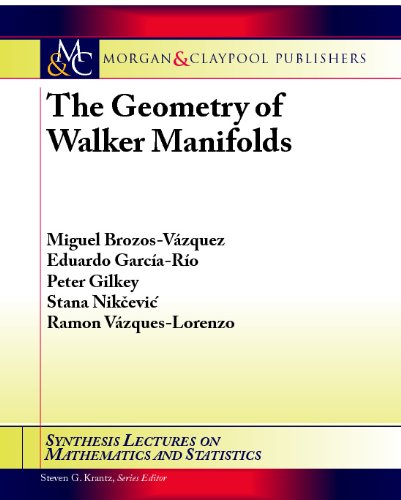 M
&C
MORGAN&CLAYPOOL PUBLISHERS
The Geometry of
Walker Manifolds
Miguel Brozos-Vázquez
Eduardo García-Río
Peter Gilkey
Stana Nikčević
Ramon Vázques-Lorenzo
SYNTHESIS LECTURES ON
MATHEMATICS AND STATISTICS
Steven G. Krantz, Series Editor